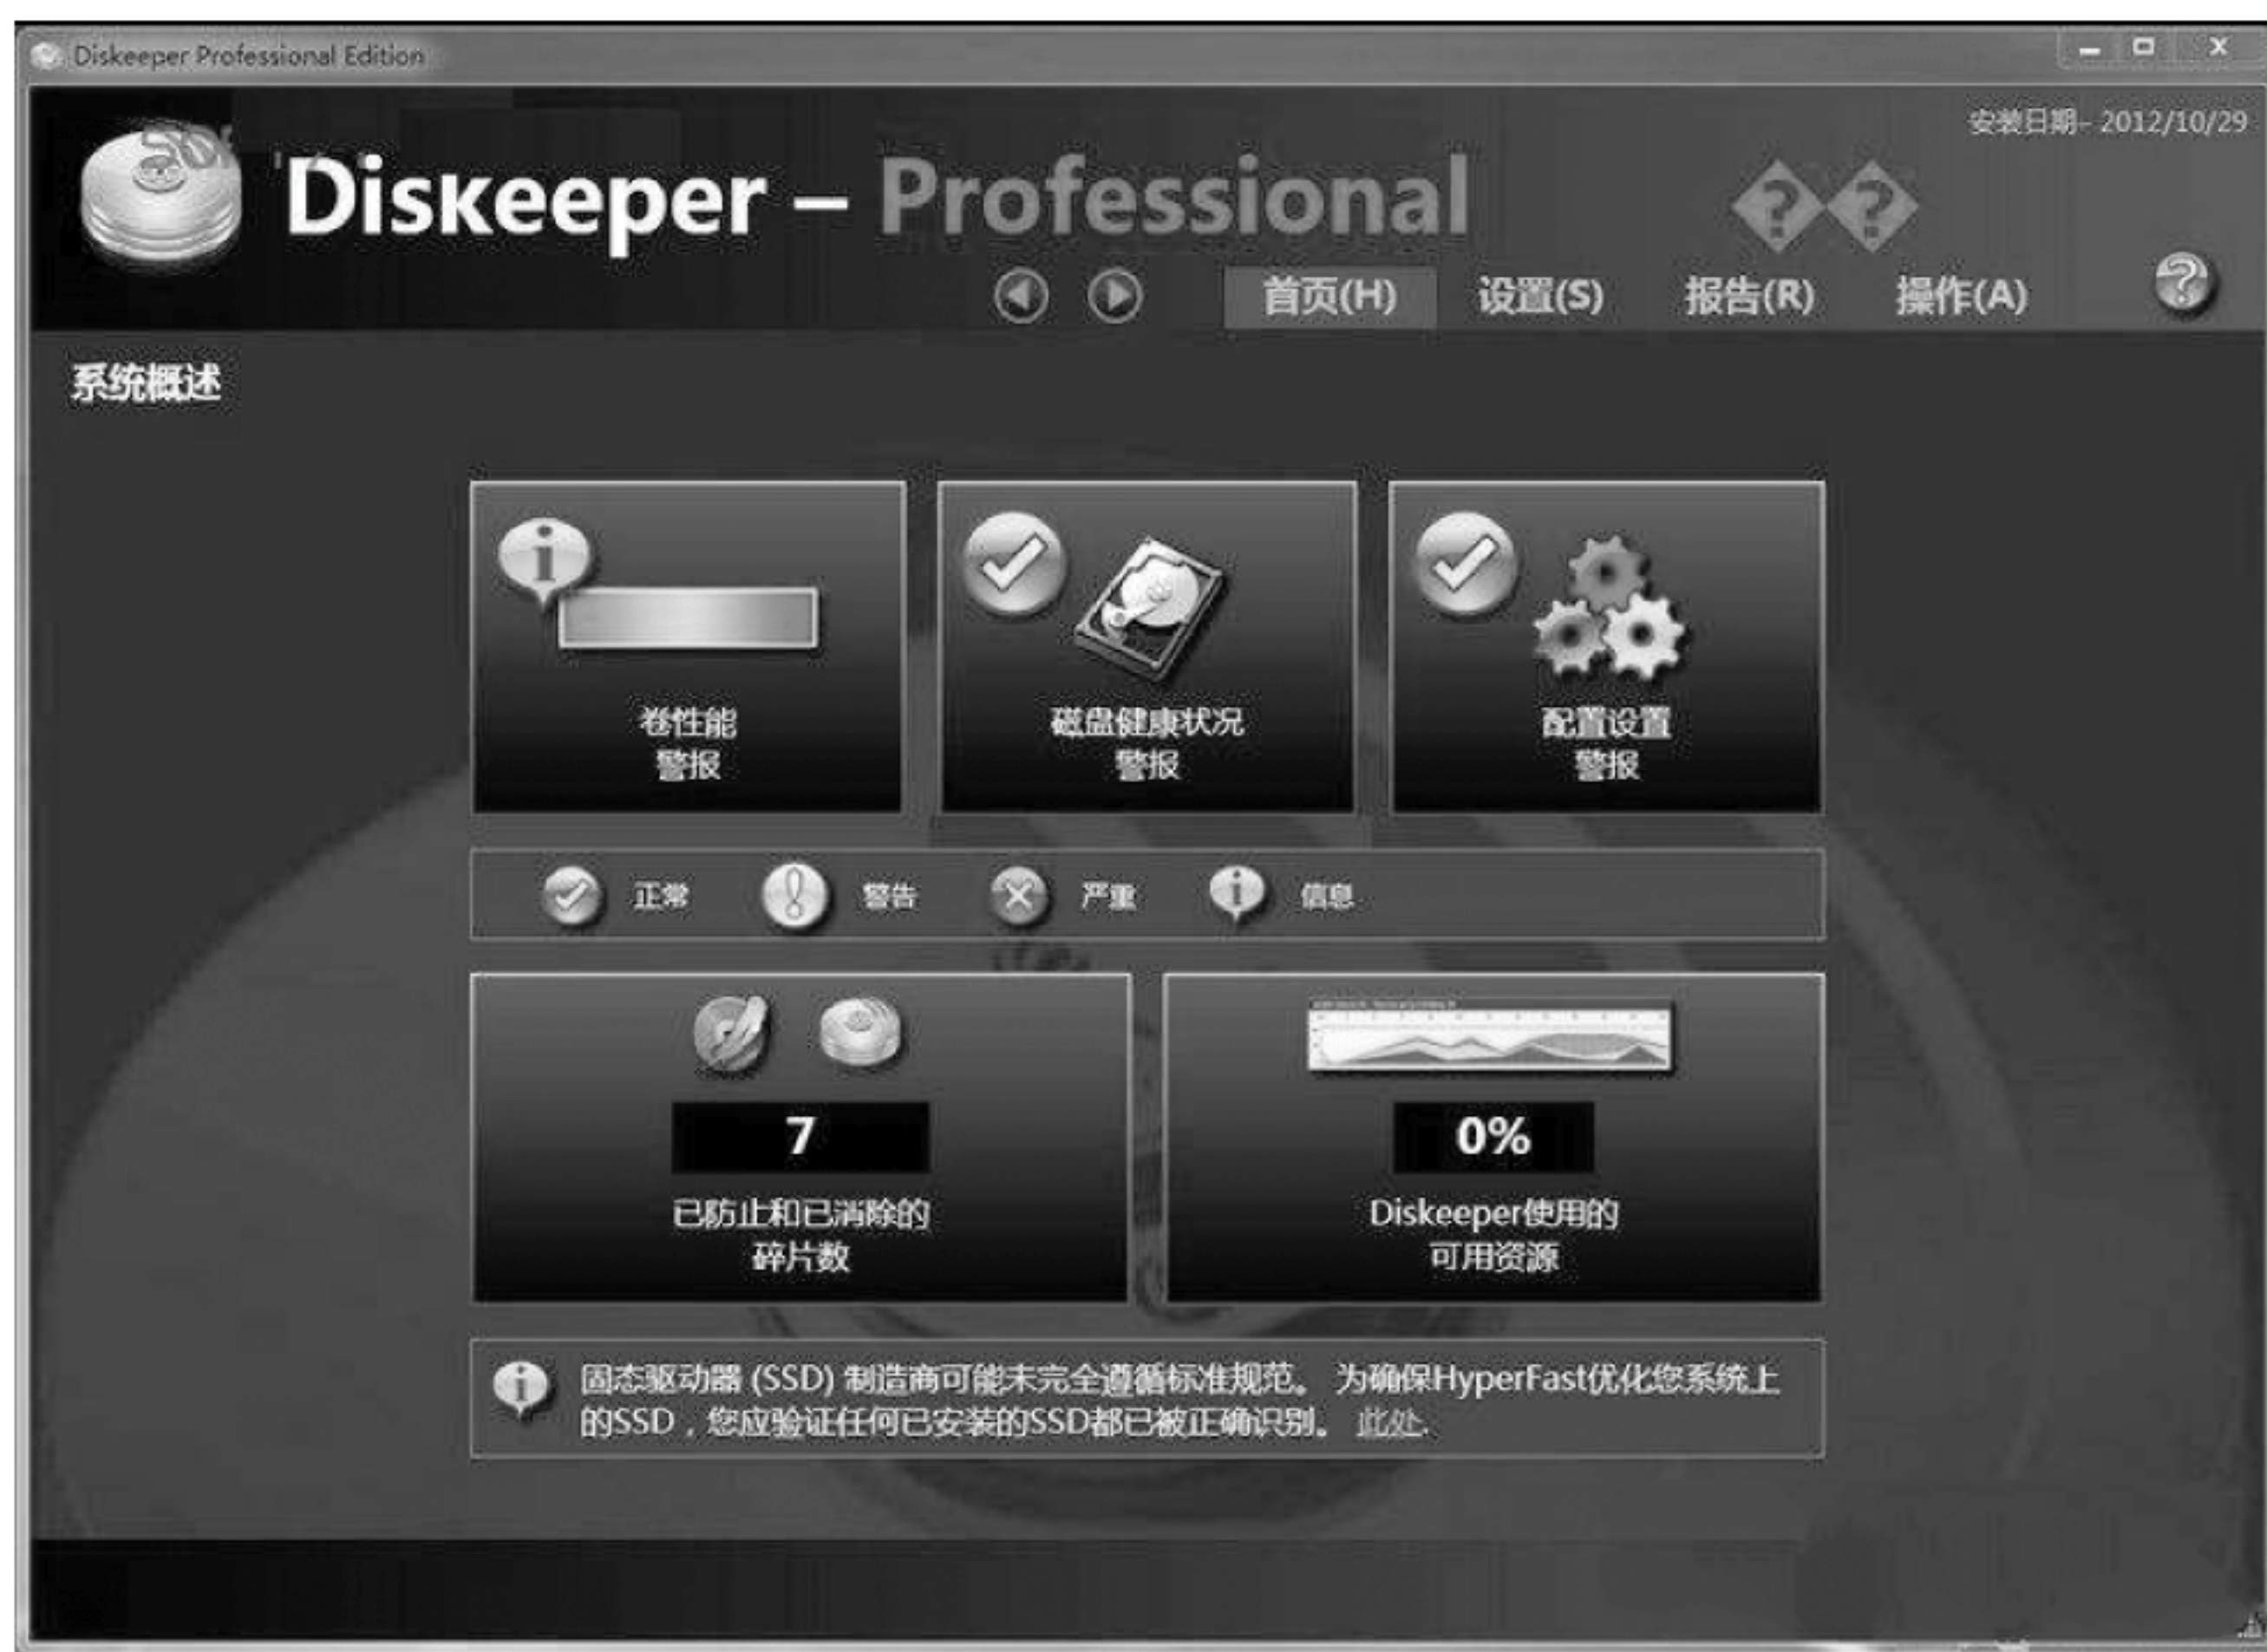 Diskeeper Professional Edition
安装日期– 2012/10/29
Diskeeper – Professional
首页(H) 设置(S) 报告(R) 操作(A)
系统概述
卷性能
警报
磁盘健康状况
警报
配置设置
警报
正常 警告 严重 信息
7
已防止和已消除的
碎片数
0%
Diskeeper使用的
可用资源
固态驱动器 (SSD) 制造商可能未完全遵循标准规范。 为确保HyperFast优化您系统上
的SSD，您应验证任何已安装的SSD都已被正确识别。 此处.